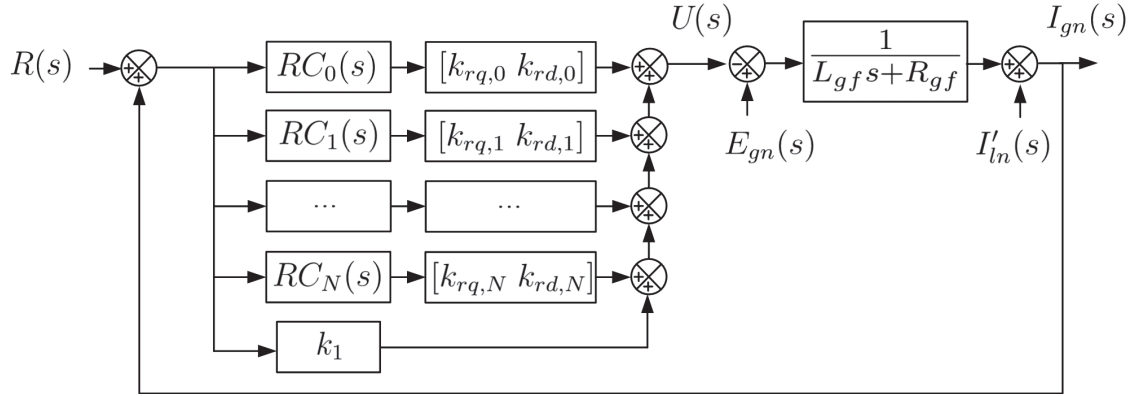 R(s)
++
RC_0(s)
[k_{rq,0} k_{rd,0}]
++
U(s)
-+
E_{gn}(s)
1
L_{gf}s+R_{gf}
++
I_{gn}(s)
I'_{ln}(s)
RC_1(s)
[k_{rq,1} k_{rd,1}]
++
...
...
++
RC_N(s)
[k_{rq,N} k_{rd,N}]
++
k_1